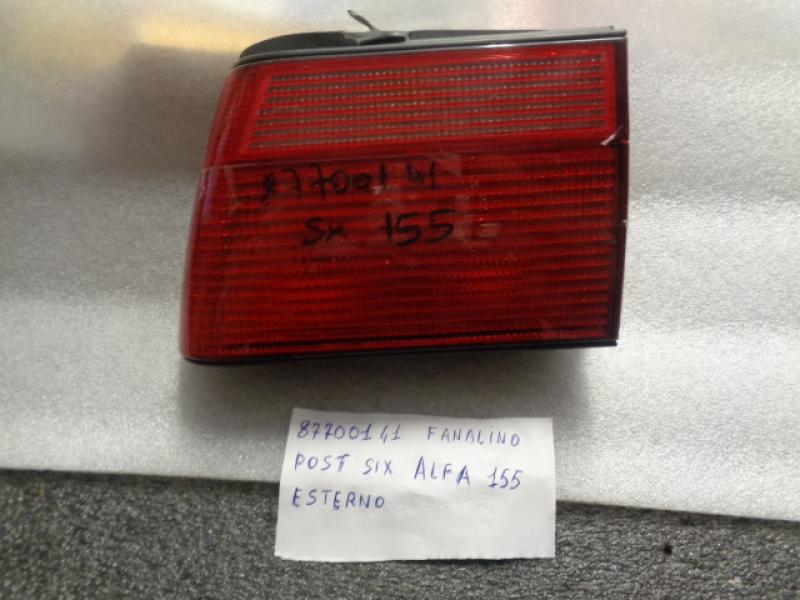 87700141
Sx 155
87700141 FANALINO
POST SIX ALFA 155
ESTERNO